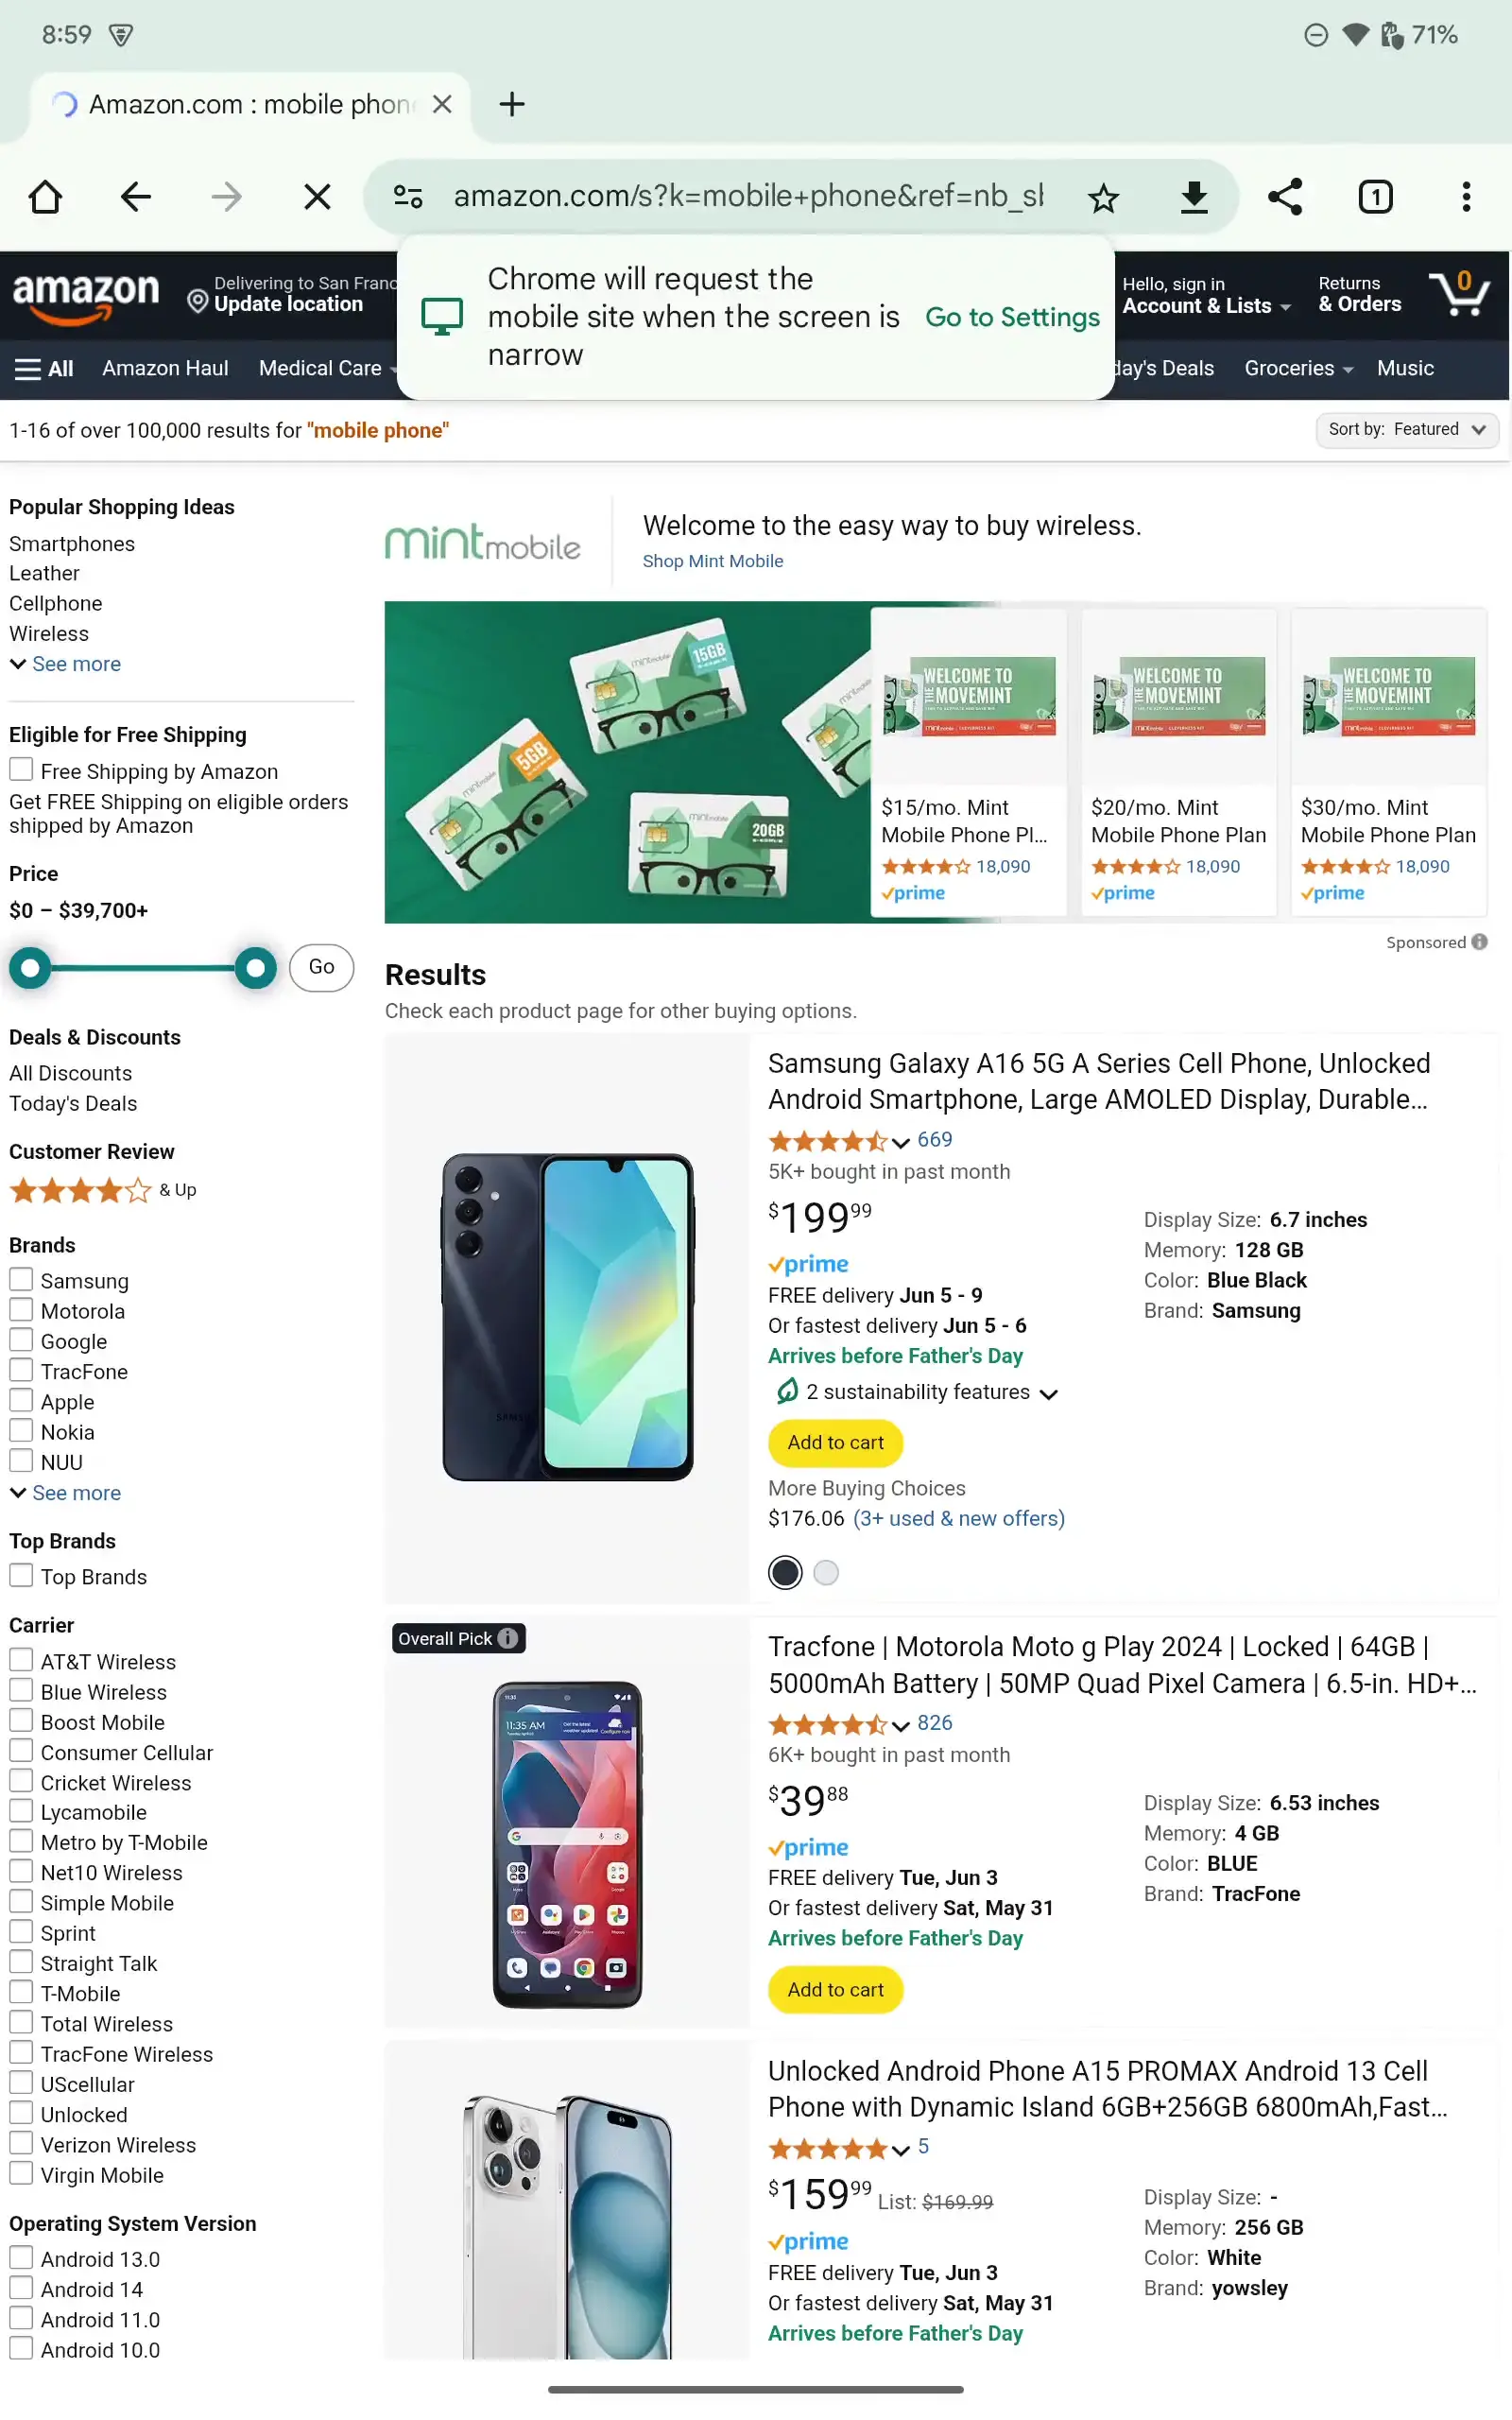 8:59
71%
Amazon.com : mobile phon
amazon.com/s?k=mobile+phone&ref=nb_sl
1
Chrome will request the
mobile site when the screen is
narrow
Go to Settings
amazon
Delivering to San Franc
Update location
Hello, sign in
Account & Lists
Returns
& Orders
0
All
Amazon Haul
Medical Care
day's Deals
Groceries
Music
1-16 of over 100,000 results for "mobile phone"
Sort by: Featured
Popular Shopping Ideas
Smartphones
Leather
Cellphone
Wireless
See more
Eligible for Free Shipping
Free Shipping by Amazon
Get FREE Shipping on eligible orders
shipped by Amazon
Price
$0 – $39,700+
Go
Deals & Discounts
All Discounts
Today's Deals
Customer Review
& Up
Brands
Samsung
Motorola
Google
TracFone
Apple
Nokia
NUU
See more
Top Brands
Top Brands
Carrier
AT&T Wireless
Blue Wireless
Boost Mobile
Consumer Cellular
Cricket Wireless
Lycamobile
Metro by T-Mobile
Net10 Wireless
Simple Mobile
Sprint
Straight Talk
T-Mobile
Total Wireless
TracFone Wireless
UScellular
Unlocked
Verizon Wireless
Virgin Mobile
Operating System Version
Android 13.0
Android 14
Android 11.0
Android 10.0
mint mobile
Welcome to the easy way to buy wireless.
Shop Mint Mobile
15GB
5GB
20GB
WELCOME TO
THE MOVEMINT
$15/mo. Mint
Mobile Phone Pl...
18,090
prime
WELCOME TO
THE MOVEMINT
$20/mo. Mint
Mobile Phone Plan
18,090
prime
WELCOME TO
THE MOVEMINT
$30/mo. Mint
Mobile Phone Plan
18,090
prime
Sponsored
Results
Check each product page for other buying options.
Samsung Galaxy A16 5G A Series Cell Phone, Unlocked
Android Smartphone, Large AMOLED Display, Durable...
669
5K+ bought in past month
$199.99
prime
FREE delivery Jun 5 - 9
Or fastest delivery Jun 5 - 6
Arrives before Father's Day
2 sustainability features
Add to cart
More Buying Choices
$176.06 (3+ used & new offers)
Display Size: 6.7 inches
Memory: 128 GB
Color: Blue Black
Brand: Samsung
Overall Pick
11:35 AM
Tracfone | Motorola Moto g Play 2024 | Locked | 64GB |
5000mAh Battery | 50MP Quad Pixel Camera | 6.5-in. HD+...
826
6K+ bought in past month
$39.88
prime
FREE delivery Tue, Jun 3
Or fastest delivery Sat, May 31
Arrives before Father's Day
Add to cart
Display Size: 6.53 inches
Memory: 4 GB
Color: BLUE
Brand: TracFone
Unlocked Android Phone A15 PROMAX Android 13 Cell
Phone with Dynamic Island 6GB+256GB 6800mAh,Fast...
5
$159.99 List: $169.99
prime
FREE delivery Tue, Jun 3
Or fastest delivery Sat, May 31
Arrives before Father's Day
Display Size: -
Memory: 256 GB
Color: White
Brand: yowsley